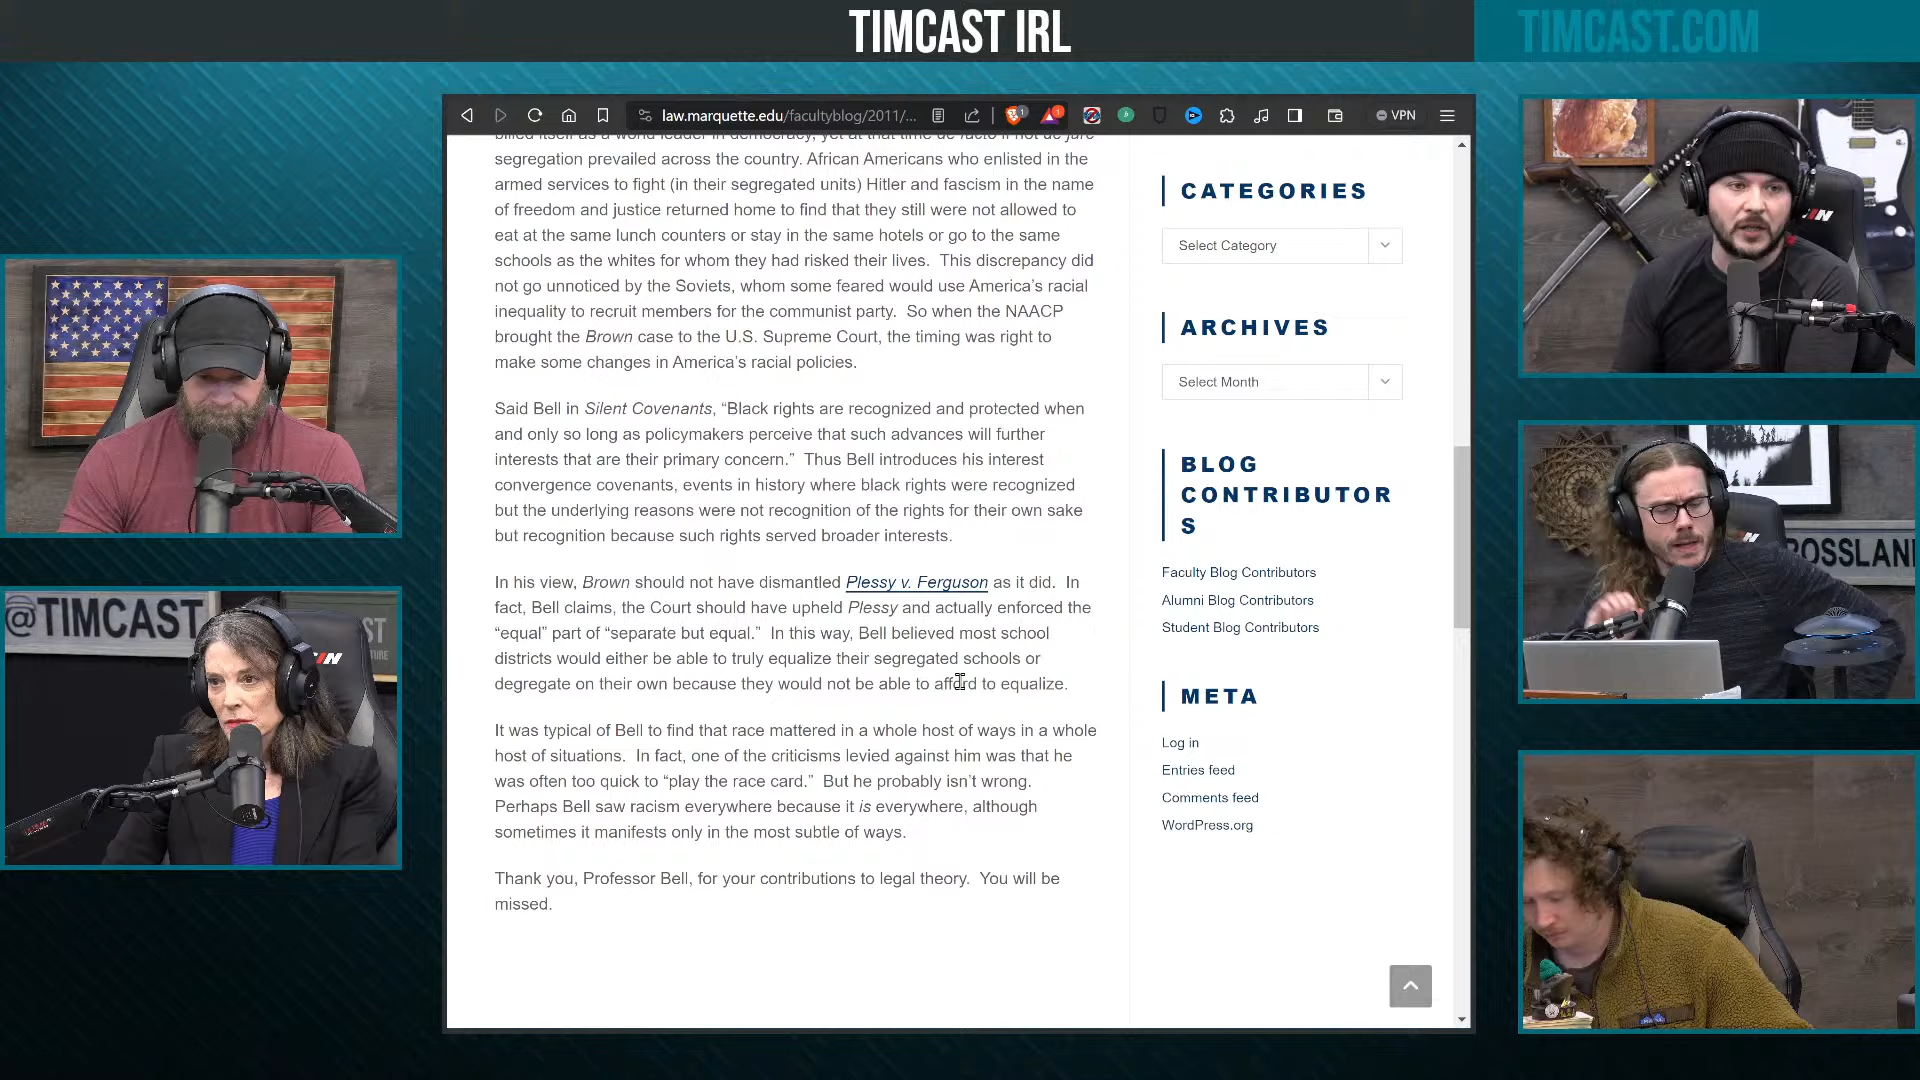 TIMCAST IRL
TIMCAST.COM
law.marquette.edu/facultyblog/2011/...
VPN
billed itself as a world leader in democracy, yet at that time de facto if not de jure
segregation prevailed across the country. African Americans who enlisted in the
armed services to fight (in their segregated units) Hitler and fascism in the name
of freedom and justice returned home to find that they still were not allowed to
eat at the same lunch counters or stay in the same hotels or go to the same
schools as the whites for whom they had risked their lives. This discrepancy did
not go unnoticed by the Soviets, whom some feared would use America’s racial
inequality to recruit members for the communist party. So when the NAACP
brought the Brown case to the U.S. Supreme Court, the timing was right to
make some changes in America’s racial policies.
Said Bell in Silent Covenants, “Black rights are recognized and protected when
and only so long as policymakers perceive that such advances will further
interests that are their primary concern.” Thus Bell introduces his interest
convergence covenants, events in history where black rights were recognized
but the underlying reasons were not recognition of the rights for their own sake
but recognition because such rights served broader interests.
In his view, Brown should not have dismantled Plessy v. Ferguson as it did. In
fact, Bell claims, the Court should have upheld Plessy and actually enforced the
“equal” part of “separate but equal.” In this way, Bell believed most school
districts would either be able to truly equalize their segregated schools or
degregate on their own because they would not be able to afford to equalize.
It was typical of Bell to find that race mattered in a whole host of ways in a whole
host of situations. In fact, one of the criticisms levied against him was that he
was often too quick to “play the race card.” But he probably isn’t wrong.
Perhaps Bell saw racism everywhere because it is everywhere, although
sometimes it manifests only in the most subtle of ways.
Thank you, Professor Bell, for your contributions to legal theory. You will be
missed.
CATEGORIES
Select Category
ARCHIVES
Select Month
BLOG
CONTRIBUTOR
S
Faculty Blog Contributors
Alumni Blog Contributors
Student Blog Contributors
META
Log in
Entries feed
Comments feed
WordPress.org
@TIMCAST
ROSSLAN